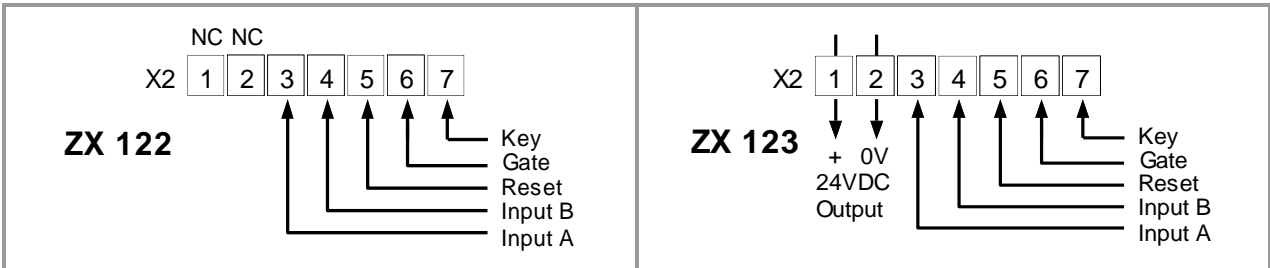 NC NC
X2 1 2 3 4 5 6 7
ZX 122
Key
Gate
Reset
Input B
Input A
X2 1 2 3 4 5 6 7
ZX 123
+ 0V
24VDC
Output
Key
Gate
Reset
Input B
Input A